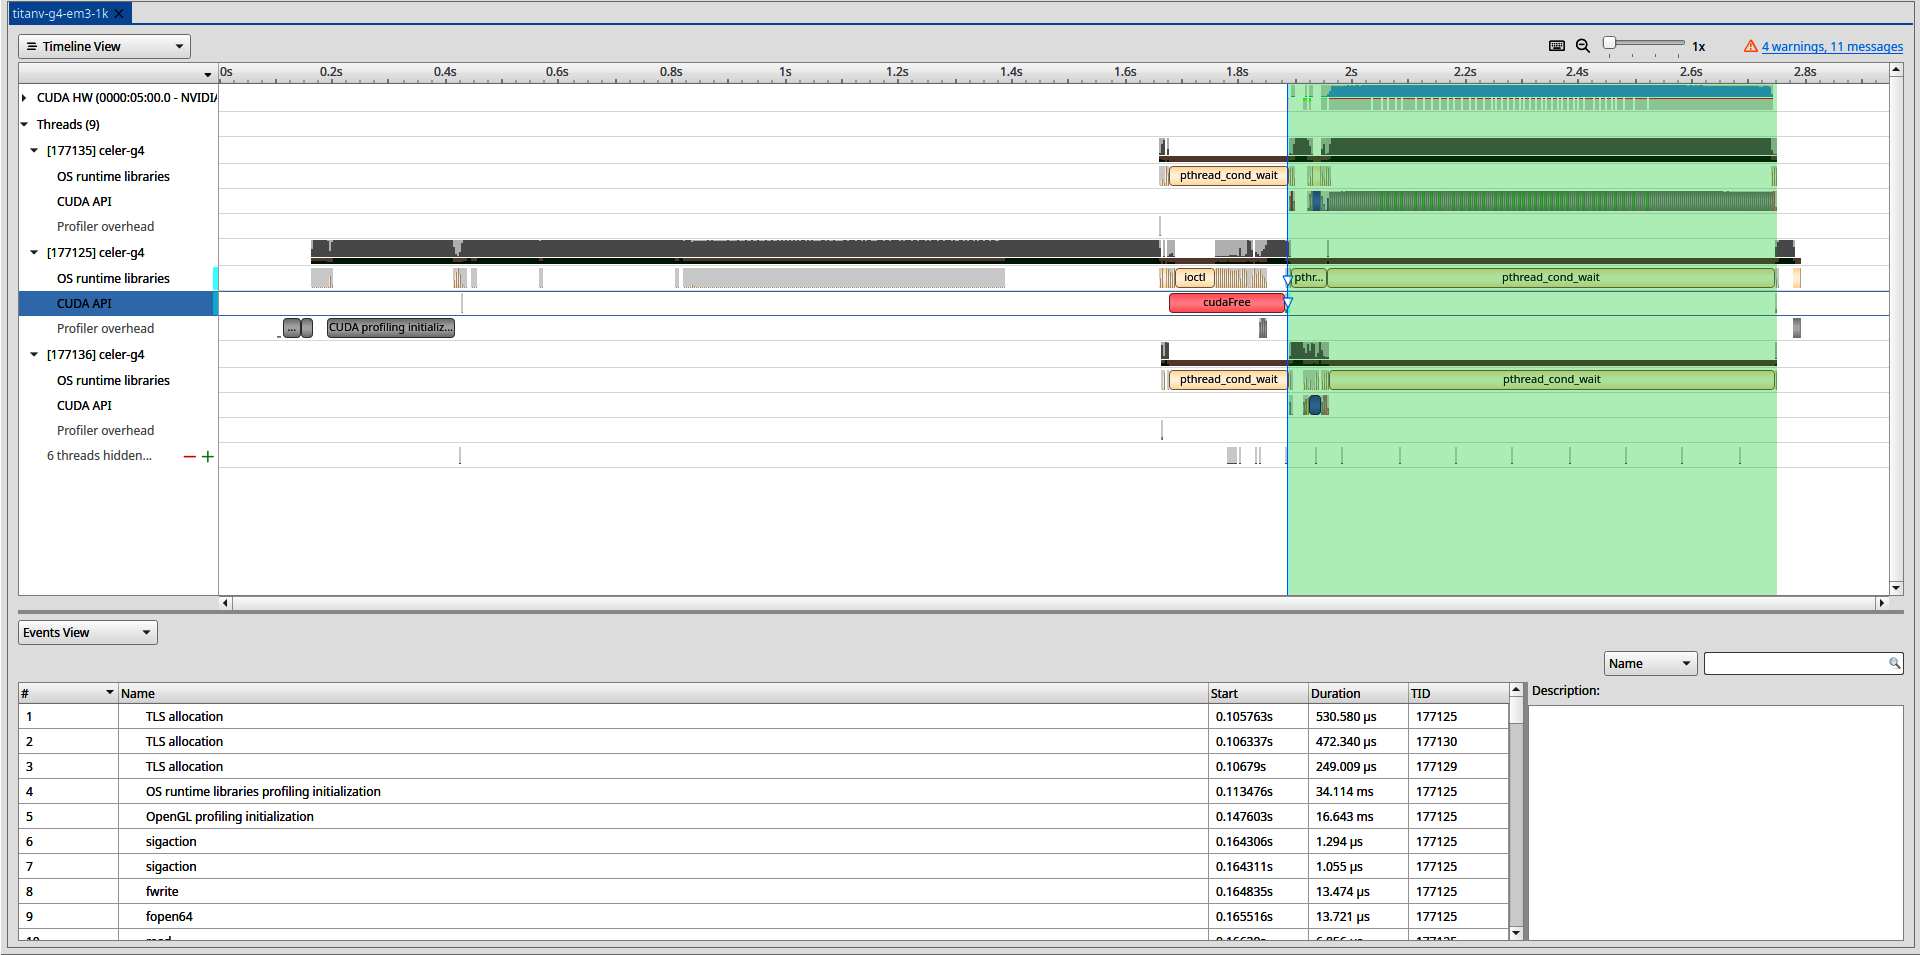 titanv-g4-em3-1k
Timeline View
1x
4 warnings, 11 messages
0s 0.2s 0.4s 0.6s 0.8s 1s 1.2s 1.4s 1.6s 1.8s 2s 2.2s 2.4s 2.6s 2.8s
CUDA HW (0000:05:00.0 - NVIDI
Threads (9)
[177135] celer-g4
OS runtime libraries pthread_cond_wait
CUDA API
Profiler overhead
[177125] celer-g4
OS runtime libraries ioctl pthr... pthread_cond_wait
CUDA API cudaFree
Profiler overhead ... CUDA profiling initializ...
[177136] celer-g4
OS runtime libraries pthread_cond_wait pthread_cond_wait
CUDA API
Profiler overhead
6 threads hidden...
Events View
Name
# Name Start Duration TID Description:
1 TLS allocation 0.105763s 530.580 µs 177125
2 TLS allocation 0.106337s 472.340 µs 177130
3 TLS allocation 0.10679s 249.009 µs 177129
4 OS runtime libraries profiling initialization 0.113476s 34.114 ms 177125
5 OpenGL profiling initialization 0.147603s 16.643 ms 177125
6 sigaction 0.164306s 1.294 µs 177125
7 sigaction 0.164311s 1.055 µs 177125
8 fwrite 0.164835s 13.474 µs 177125
9 fopen64 0.165516s 13.721 µs 177125